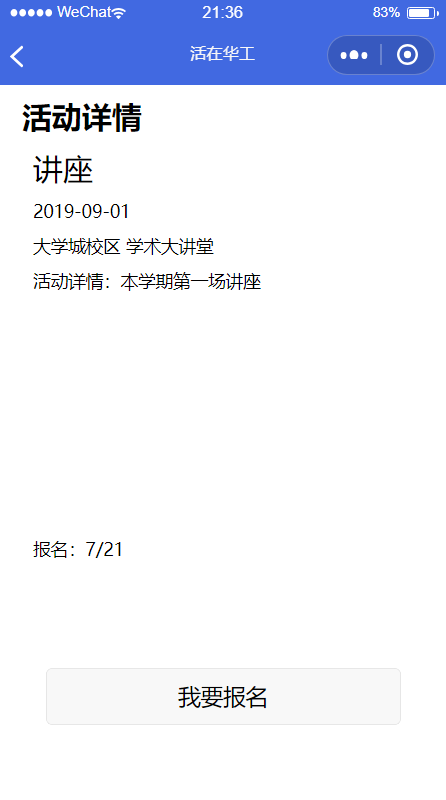 WeChat 21:36 83%
活在华工
活动详情
讲座
2019-09-01
大学城校区 学术大讲堂
活动详情：本学期第一场讲座
报名：7/21
我要报名